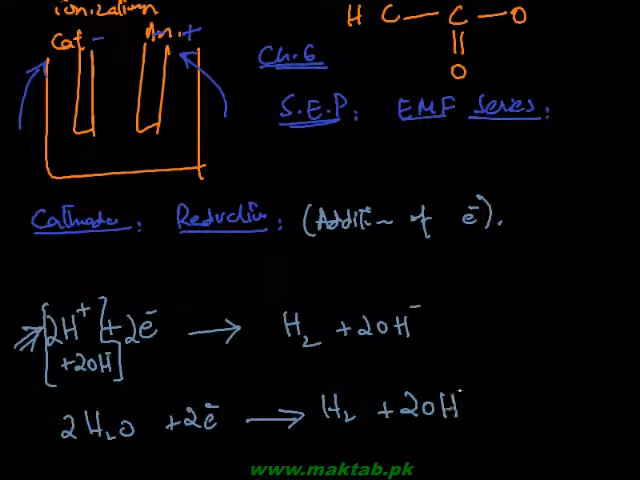 ionization
Cat - An. +
H C — C — O
O
Ch. 6
S.E.P: EMF Series:
Cathode: Reduction: (Addition of e⁻).
2H⁺ + 2e⁻ → H₂ + 2OH⁻
+2OH⁻
2H₂O + 2e⁻ → H₂ + 2OH⁻
www.maktab.pk